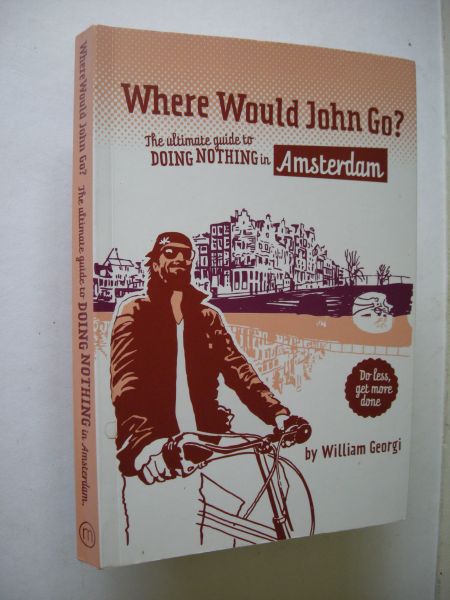 Where Would John Go?
The ultimate guide to
DOING NOTHING in Amsterdam
Do less,
get more
done
by William Georgi
Where Would John Go? The ultimate guide to DOING NOTHING in Amsterdam.
m